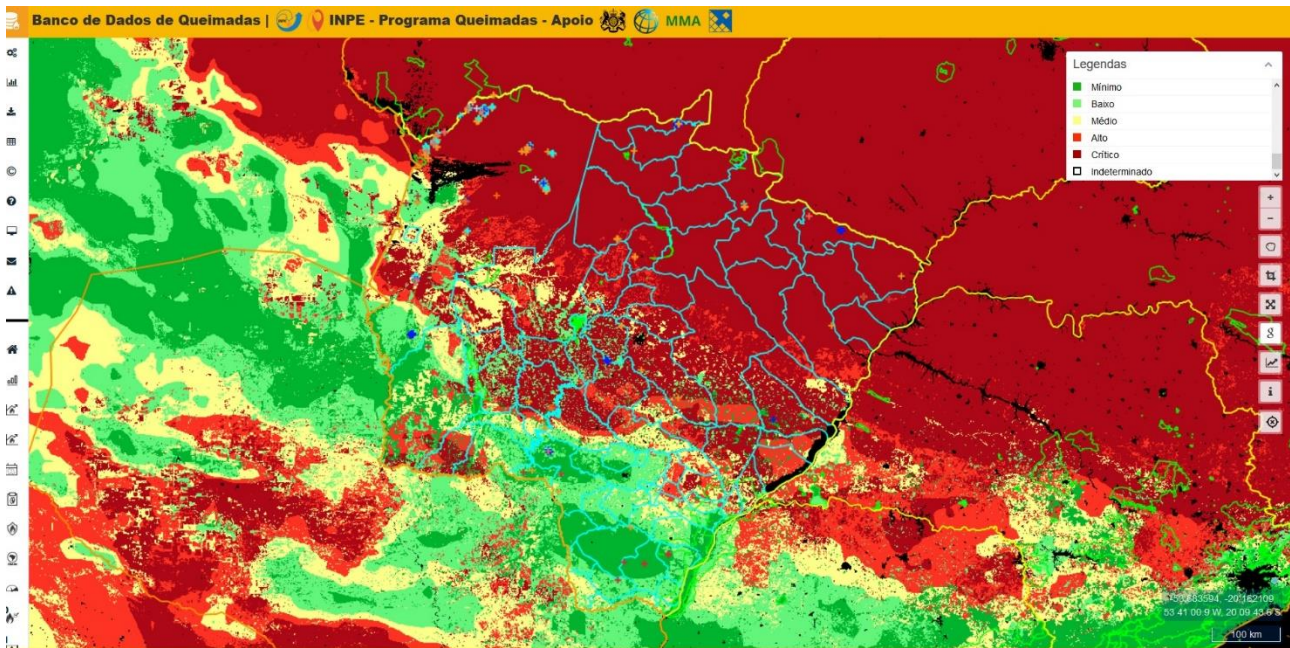 Banco de Dados de Queimadas | INPE - Programa Queimadas - Apoio MMA
Legendas
Mínimo
Baixo
Médio
Alto
Crítico
Indeterminado
53 41 00.9 W, 20 09 43.6 S
100 km